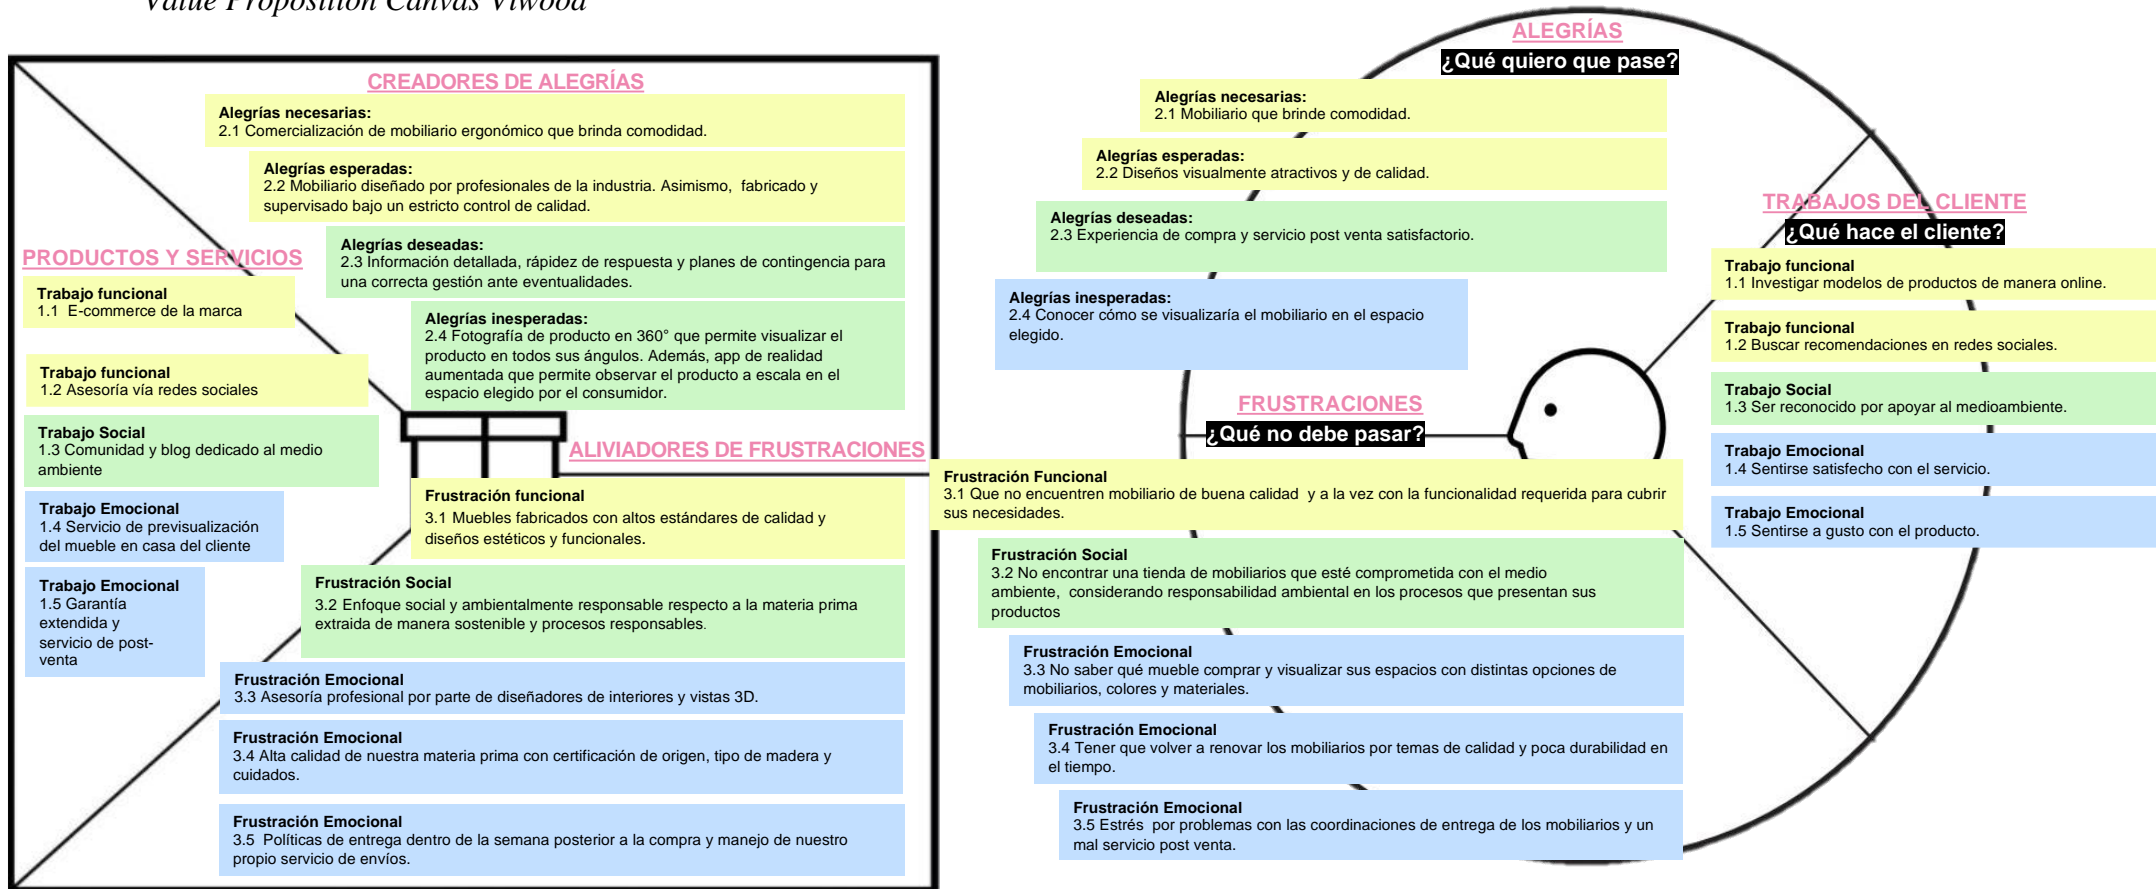 Value Proposition Canvas Viwood
CREADORES DE ALEGRÍAS
Alegrías necesarias:
2.1 Comercialización de mobiliario ergonómico que brinda comodidad.
Alegrías esperadas:
2.2 Mobiliario diseñado por profesionales de la industria. Asimismo, fabricado y
supervisado bajo un estricto control de calidad.
Alegrías deseadas:
2.3 Información detallada, rápidez de respuesta y planes de contingencia para
una correcta gestión ante eventualidades.
Alegrías inesperadas:
2.4 Fotografía de producto en 360° que permite visualizar el
producto en todos sus ángulos. Además, app de realidad
aumentada que permite observar el producto a escala en el
espacio elegido por el consumidor.
PRODUCTOS Y SERVICIOS
Trabajo funcional
1.1 E-commerce de la marca
Trabajo funcional
1.2 Asesoría vía redes sociales
Trabajo Social
1.3 Comunidad y blog dedicado al medio
ambiente
Trabajo Emocional
1.4 Servicio de previsualización
del mueble en casa del cliente
Trabajo Emocional
1.5 Garantía
extendida y
servicio de post-
venta
ALIVIADORES DE FRUSTRACIONES
Frustración funcional
3.1 Muebles fabricados con altos estándares de calidad y
diseños estéticos y funcionales.
Frustración Social
3.2 Enfoque social y ambientalmente responsable respecto a la materia prima
extraida de manera sostenible y procesos responsables.
Frustración Emocional
3.3 Asesoría profesional por parte de diseñadores de interiores y vistas 3D.
Frustración Emocional
3.4 Alta calidad de nuestra materia prima con certificación de origen, tipo de madera y
cuidados.
Frustración Emocional
3.5 Políticas de entrega dentro de la semana posterior a la compra y manejo de nuestro
propio servicio de envíos.
ALEGRÍAS
¿Qué quiero que pase?
Alegrías necesarias:
2.1 Mobiliario que brinde comodidad.
Alegrías esperadas:
2.2 Diseños visualmente atractivos y de calidad.
Alegrías deseadas:
2.3 Experiencia de compra y servicio post venta satisfactorio.
Alegrías inesperadas:
2.4 Conocer cómo se visualizaría el mobiliario en el espacio
elegido.
FRUSTRACIONES
¿Qué no debe pasar?
Frustración Funcional
3.1 Que no encuentren mobiliario de buena calidad y a la vez con la funcionalidad requerida para cubrir
sus necesidades.
Frustración Social
3.2 No encontrar una tienda de mobiliarios que esté comprometida con el medio
ambiente, considerando responsabilidad ambiental en los procesos que presentan sus
productos
Frustración Emocional
3.3 No saber qué mueble comprar y visualizar sus espacios con distintas opciones de
mobiliarios, colores y materiales.
Frustración Emocional
3.4 Tener que volver a renovar los mobiliarios por temas de calidad y poca durabilidad en
el tiempo.
Frustración Emocional
3.5 Estrés por problemas con las coordinaciones de entrega de los mobiliarios y un
mal servicio post venta.
TRABAJOS DEL CLIENTE
¿Qué hace el cliente?
Trabajo funcional
1.1 Investigar modelos de productos de manera online.
Trabajo funcional
1.2 Buscar recomendaciones en redes sociales.
Trabajo Social
1.3 Ser reconocido por apoyar al medioambiente.
Trabajo Emocional
1.4 Sentirse satisfecho con el servicio.
Trabajo Emocional
1.5 Sentirse a gusto con el producto.